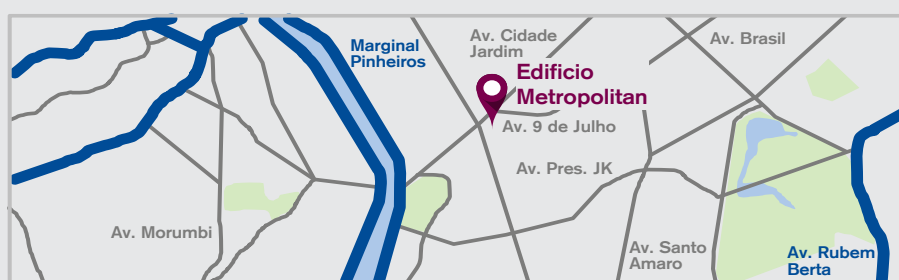 Marginal
Pinheiros
Av. Cidade
Jardim
Av. Brasil
Edificio
Metropolitan
Av. 9 de Julho
Av. Pres. JK
Av. Morumbi
Av. Santo
Amaro
Av. Rubem
Berta